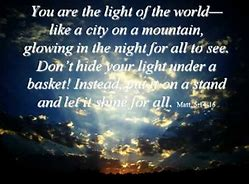 You are the light of the world—
like a city on a mountain,
glowing in the night for all to see.
Don't hide your light under a
basket! Instead, put it on a stand
and let it shine for all. Matt. 5:14-16